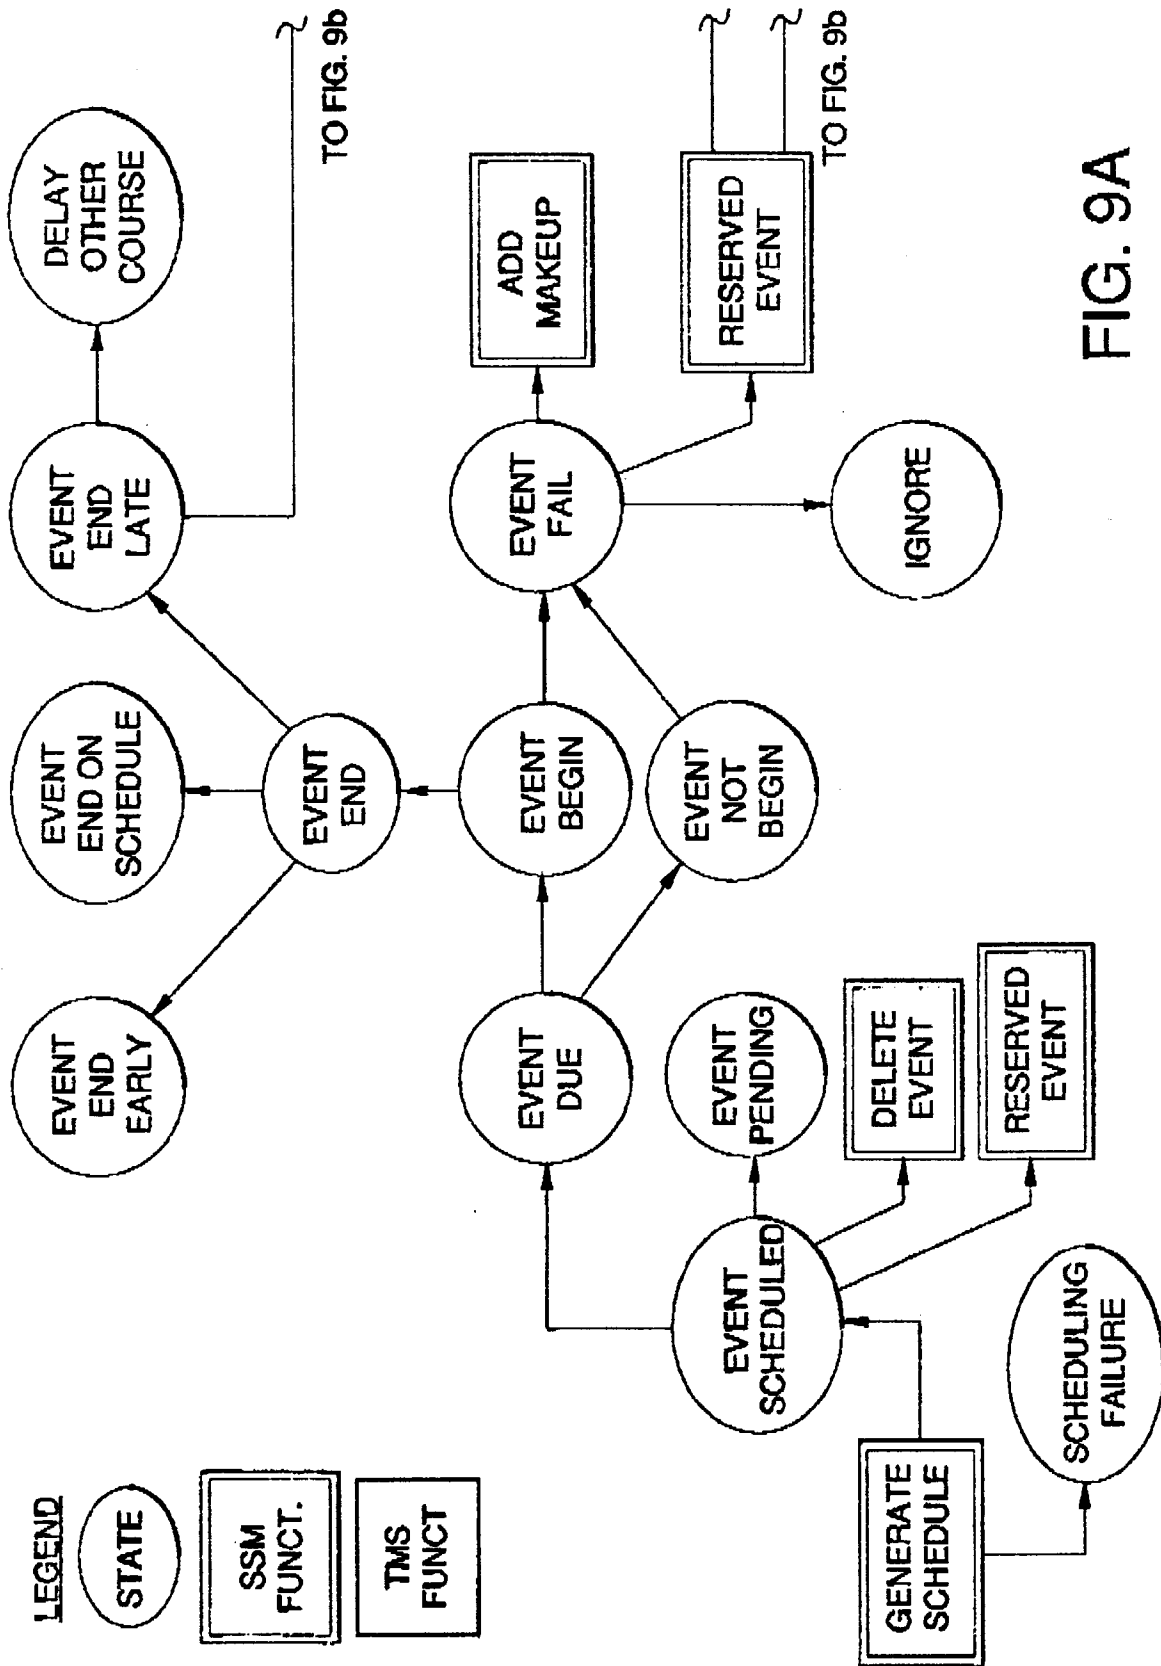 LEGEND
STATE
SSM
FUNCT.
TMS
FUNCT
EVENT
END
EARLY
EVENT
END ON
SCHEDULE
EVENT
END
LATE
DELAY
OTHER
COURSE
EVENT
END
TO FIG. 9b
EVENT
DUE
EVENT
BEGIN
EVENT
FAIL
ADD
MAKEUP
EVENT
SCHEDULED
EVENT
PENDING
EVENT
NOT
BEGIN
RESERVED
EVENT
TO FIG. 9b
DELETE
EVENT
IGNORE
GENERATE
SCHEDULE
RESERVED
EVENT
SCHEDULING
FAILURE
FIG. 9A